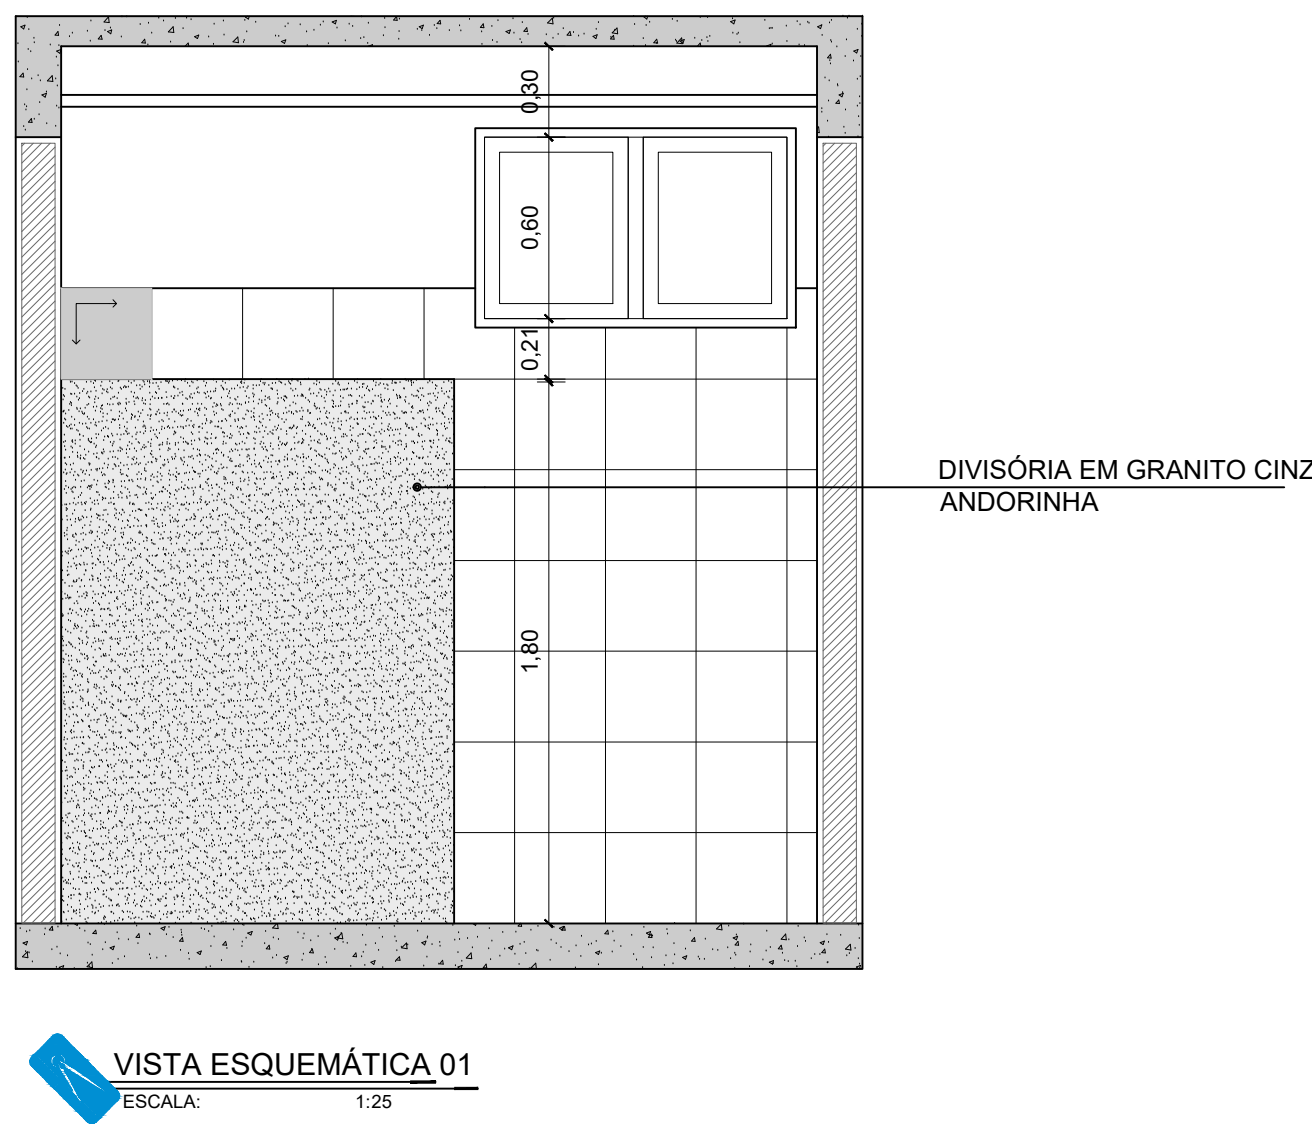 0,30
0,60
0,21
DIVISÓRIA EM GRANITO CINZ
ANDORINHA
1,80
VISTA ESQUEMÁTICA 01
ESCALA: 1:25